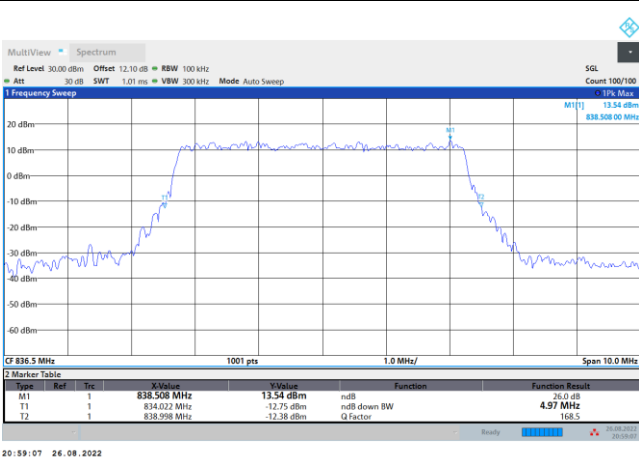 MultiView Spectrum
Ref Level 30.00 dBm Offset 12.10 dB RBW 100 kHz SGL
Att 30 dB SWT 1.01 ms VBW 300 kHz Mode Auto Sweep Count 100/100
1 Frequency Sweep 1Pk Max
M1[1] 13.54 dBm
838.508 00 MHz
20 dBm
M1
10 dBm
0 dBm
T1 T2
-10 dBm
-20 dBm
-30 dBm
-40 dBm
-50 dBm
-60 dBm
CF 836.5 MHz 1001 pts 1.0 MHz/ Span 10.0 MHz
2 Marker Table
Type Ref Trc X-Value Y-Value Function Function Result
M1 1 838.508 MHz 13.54 dBm ndB 26.0 dB
T1 1 834.022 MHz -12.75 dBm ndB down BW 4.97 MHz
T2 1 838.998 MHz -12.38 dBm Q Factor 168.5
Ready 26.08.2022
20:59:07
20:59:07 26.08.2022